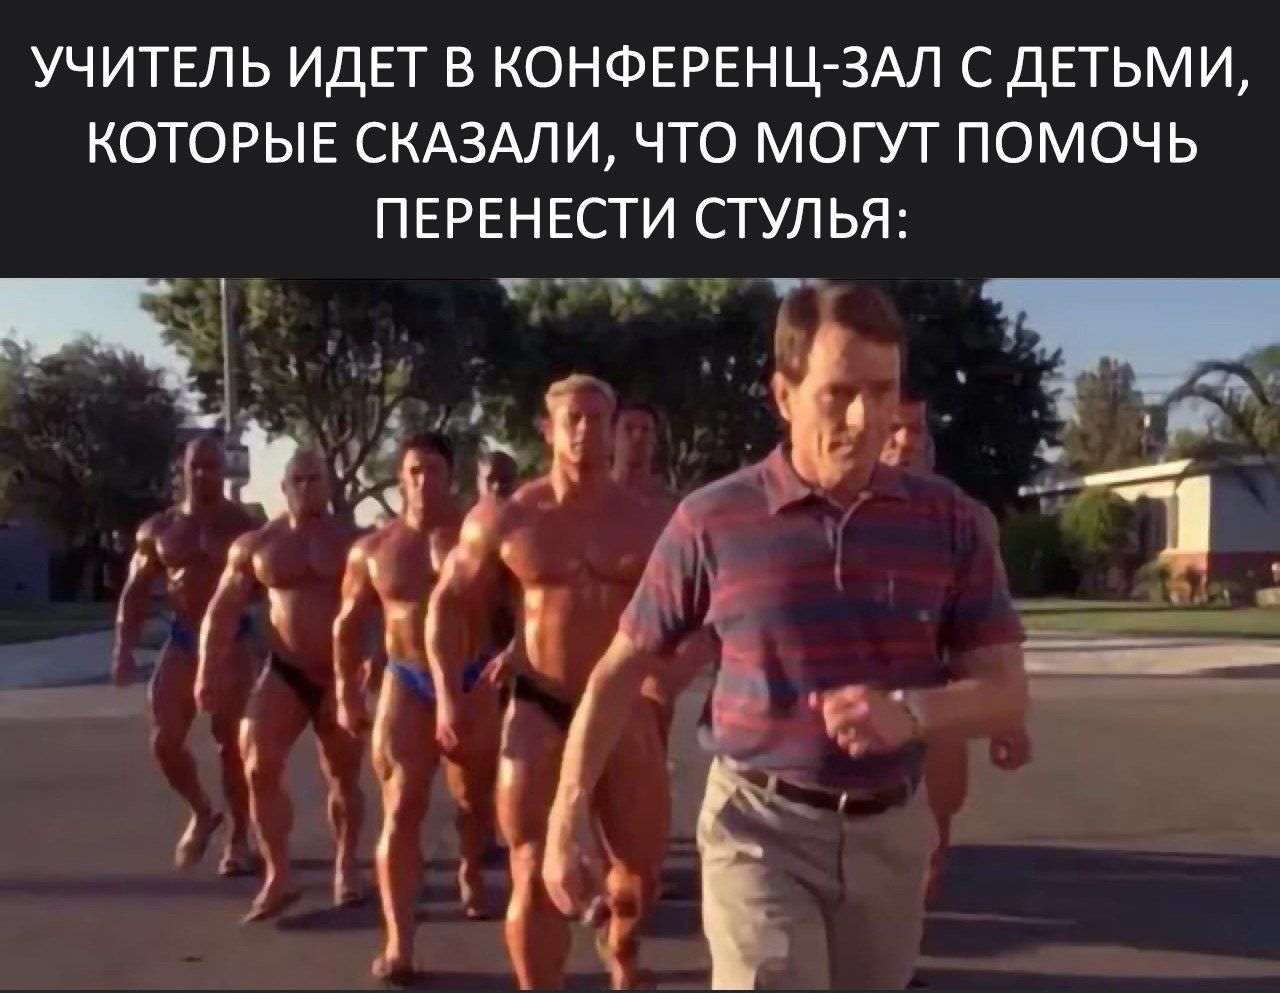 УЧИТЕЛЬ ИДЕТ В КОНФЕРЕНЦ-ЗАЛ С ДЕТЬМИ,
КОТОРЫЕ СКАЗАЛИ, ЧТО МОГУТ ПОМОЧЬ
ПЕРЕНЕСТИ СТУЛЬЯ: